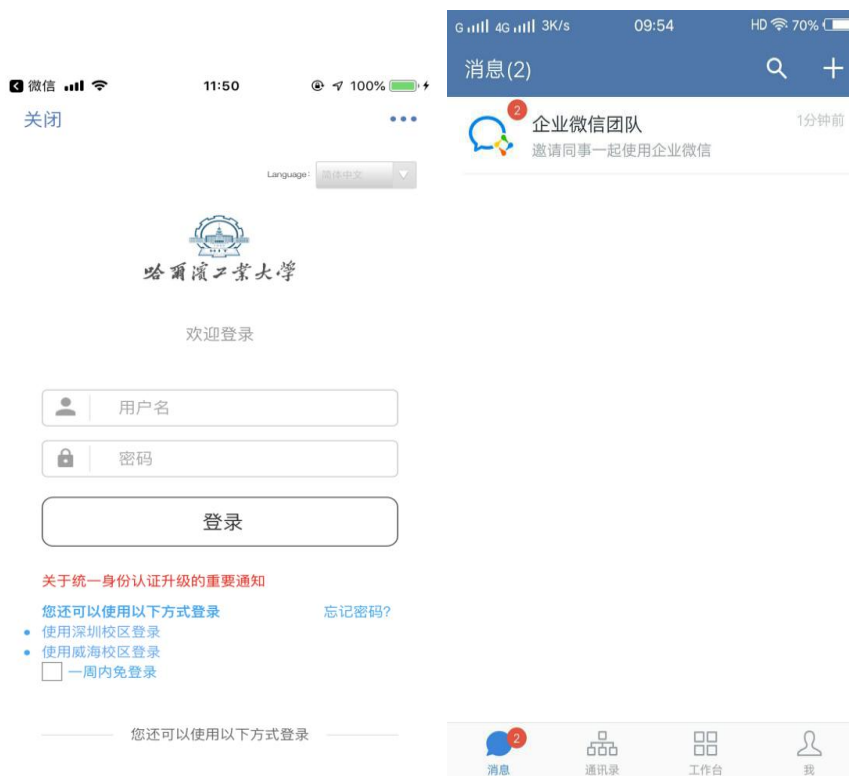 微信
11:50
100%
关闭
Language:
简体中文
哈爾濱工業大學
欢迎登录
用户名
密码
登录
关于统一身份认证升级的重要通知
您还可以使用以下方式登录
忘记密码?
使用深圳校区登录
使用威海校区登录
一周内免登录
您还可以使用以下方式登录
G 4G 3K/s
09:54
HD 70%
消息(2)
2
企业微信团队
1分钟前
邀请同事一起使用企业微信
2
消息
通讯录
工作台
我